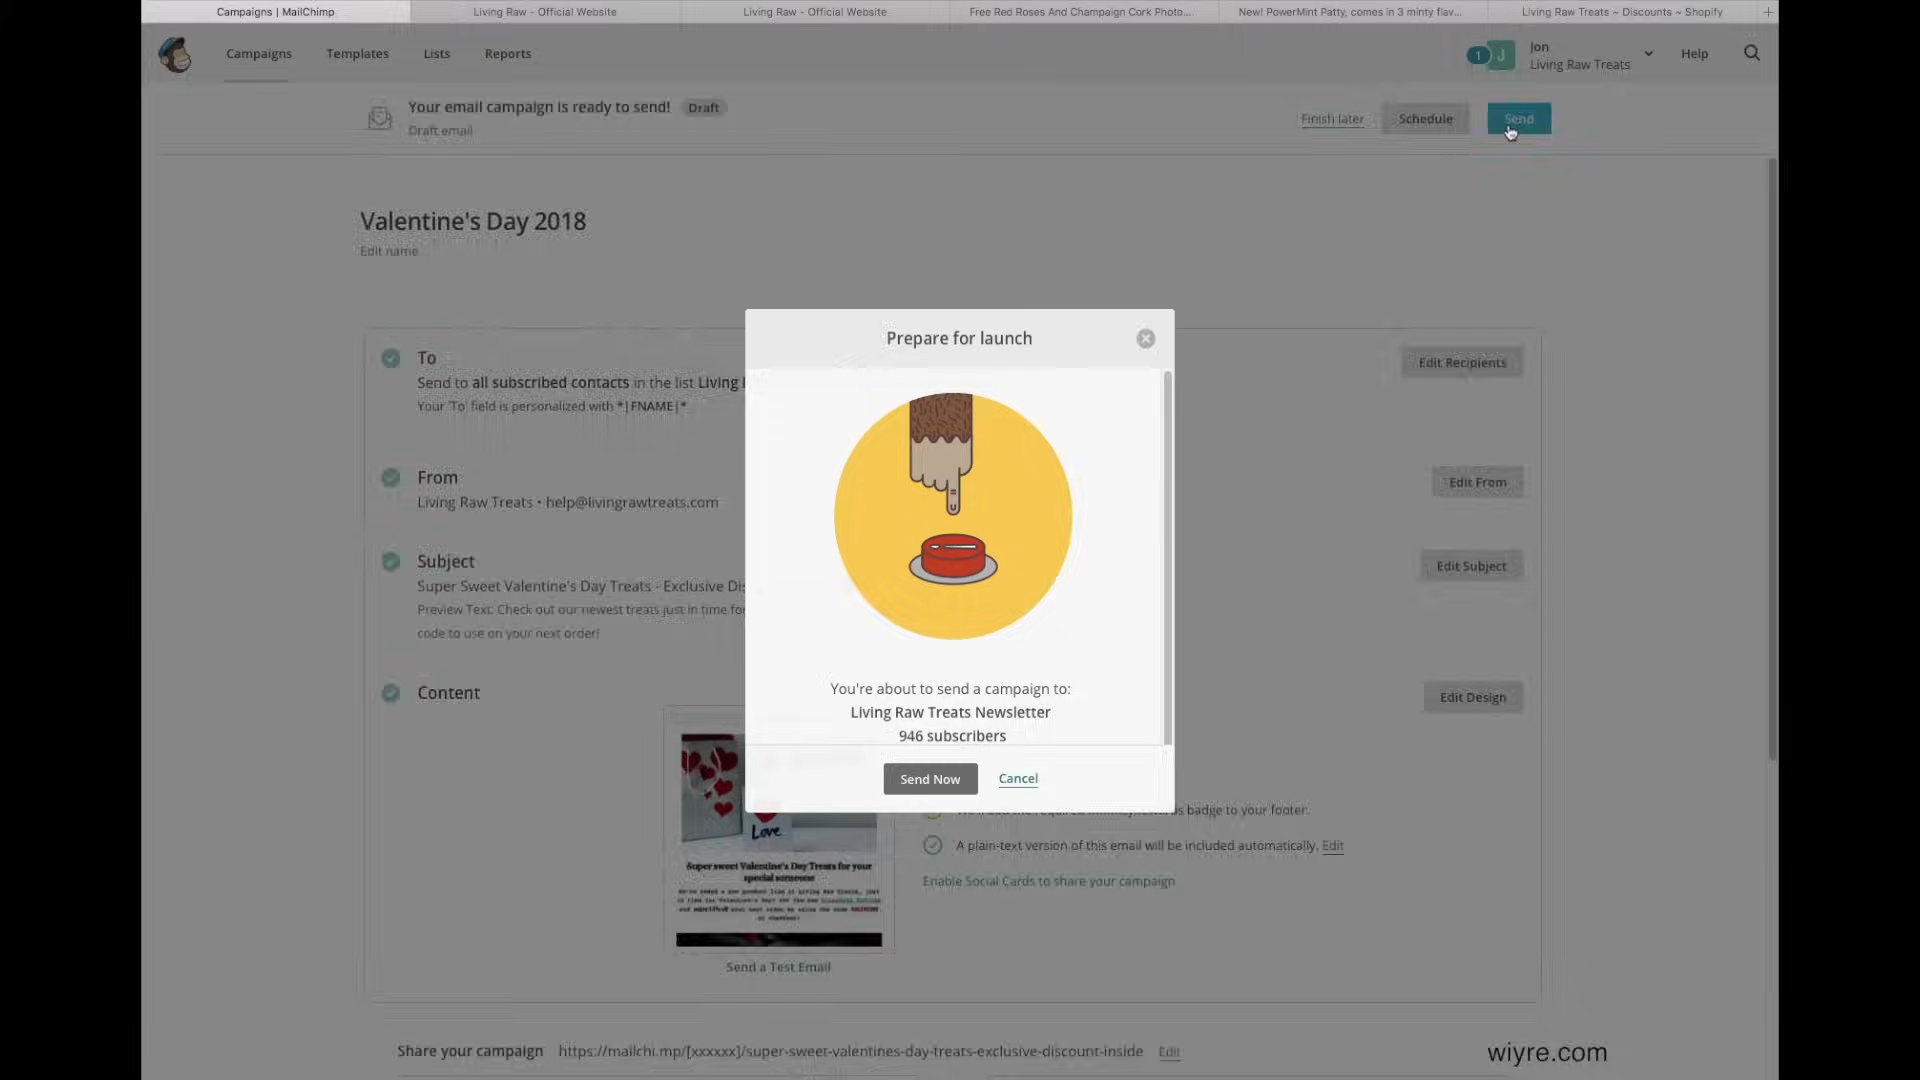 Campaigns | MailChimp
Living Raw - Official Website
Living Raw - Official Website
Free Red Roses And Champaign Cork Photo...
New! PowerMint Patty, comes in 3 minty flav...
Living Raw Treats ~ Discounts ~ Shopify
Campaigns
Templates
Lists
Reports
1
J
Jon
Living Raw Treats
Help
Your email campaign is ready to send!
Draft
Draft email
Finish later
Schedule
Send
Valentine's Day 2018
Edit name
Prepare for launch
To
Send to all subscribed contacts in the list Living
Your 'To' field is personalized with *|FNAME|*
Edit Recipients
From
Living Raw Treats • help@livingrawtreats.com
Edit From
Subject
Super Sweet Valentine's Day Treats - Exclusive
Preview Text: Check out our newest treats just in time for
code to use on your next order!
Edit Subject
Content
Edit Design
You're about to send a campaign to:
Living Raw Treats Newsletter
946 subscribers
Send Now
Cancel
Love
Super sweet Valentine's Day Treats for your
special someone
badge to your footer.
A plain-text version of this email will be included automatically. Edit
Enable Social Cards to share your campaign
Send a Test Email
Share your campaign
https://mailchi.mp/[xxxxxx]/super-sweet-valentines-day-treats-exclusive-discount-inside
Edit
wiyre.com